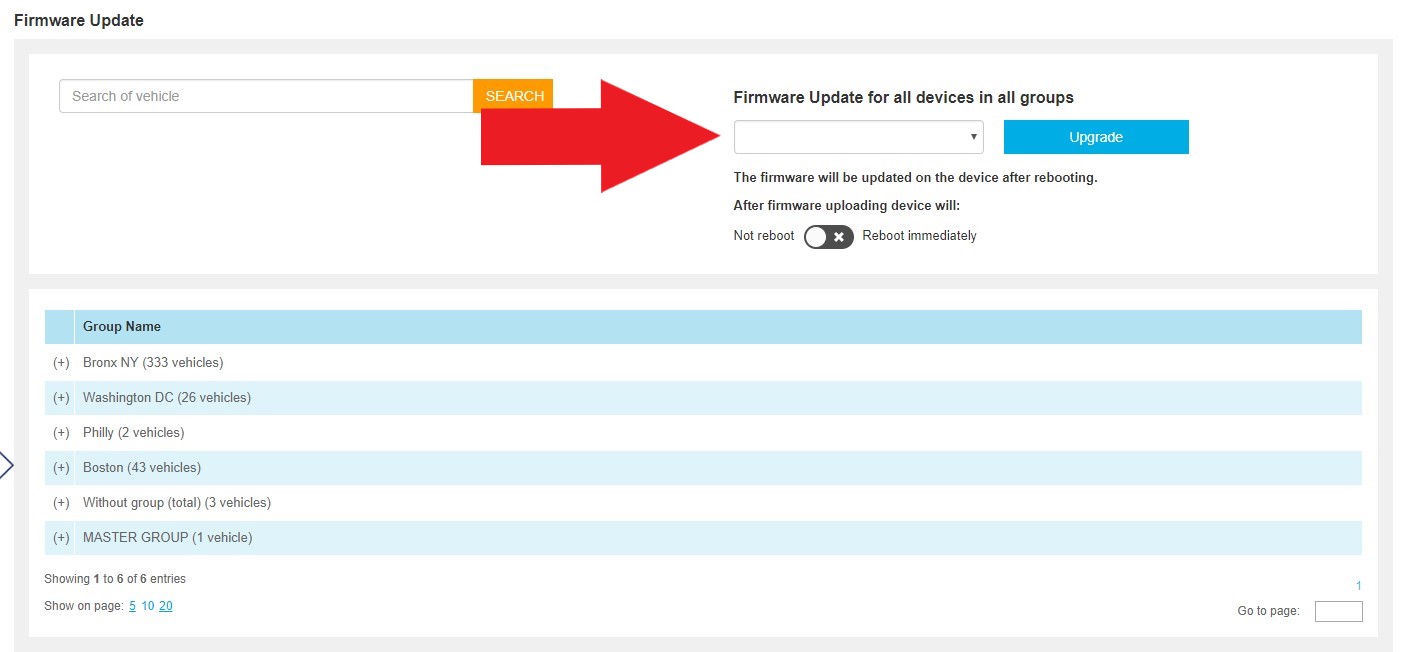 Firmware Update
Search of vehicle
SEARCH
Firmware Update for all devices in all groups
Upgrade
The firmware will be updated on the device after rebooting.
After firmware uploading device will:
Not reboot Reboot immediately
Group Name
(+) Bronx NY (333 vehicles)
(+) Washington DC (26 vehicles)
(+) Philly (2 vehicles)
(+) Boston (43 vehicles)
(+) Without group (total) (3 vehicles)
(+) MASTER GROUP (1 vehicle)
Showing 1 to 6 of 6 entries
1
Show on page: 5 10 20
Go to page: